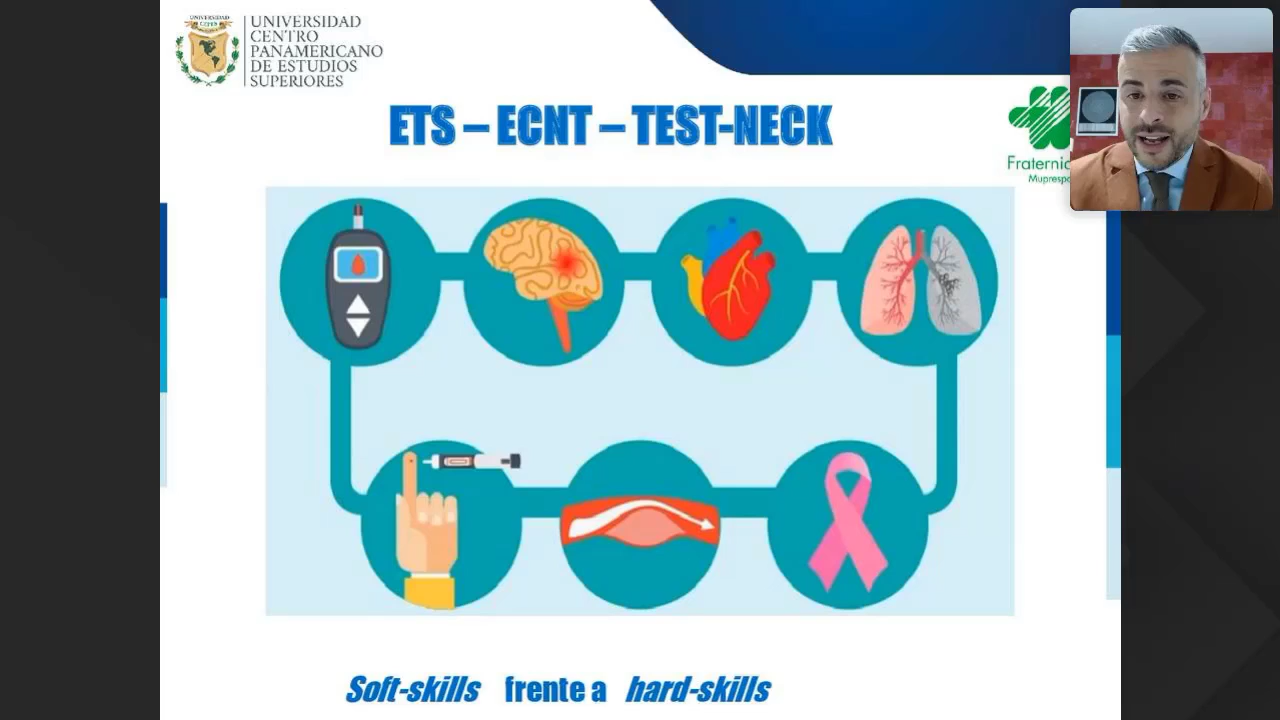 UNIVERSIDAD
CENTRO
PANAMERICANO
DE ESTUDIOS
SUPERIORES
ETS – ECNT – TEST-NECK
Soft-skills frente a hard-skills